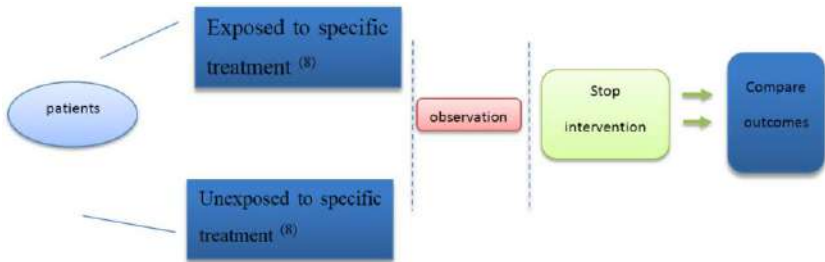 patients
Exposed to specific
treatment (8)
Unexposed to specific
treatment (8)
observation
Stop
intervention
Compare
outcomes